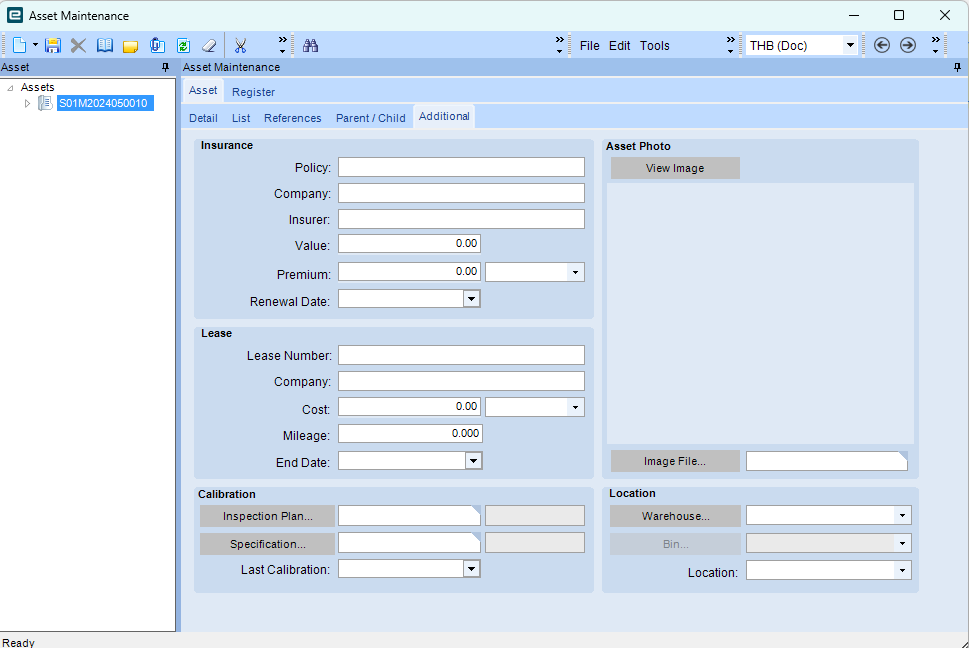 Asset Maintenance
File Edit Tools THB (Doc)
Asset
Asset Maintenance
Assets
S01M2024050010
Asset Register
Detail List References Parent / Child Additional
Insurance
Policy:
Company:
Insurer:
Value: 0.00
Premium: 0.00
Renewal Date:
Lease
Lease Number:
Company:
Cost: 0.00
Mileage: 0.000
End Date:
Calibration
Inspection Plan...
Specification...
Last Calibration:
Asset Photo
View Image
Image File...
Location
Warehouse...
Bin...
Location:
Ready